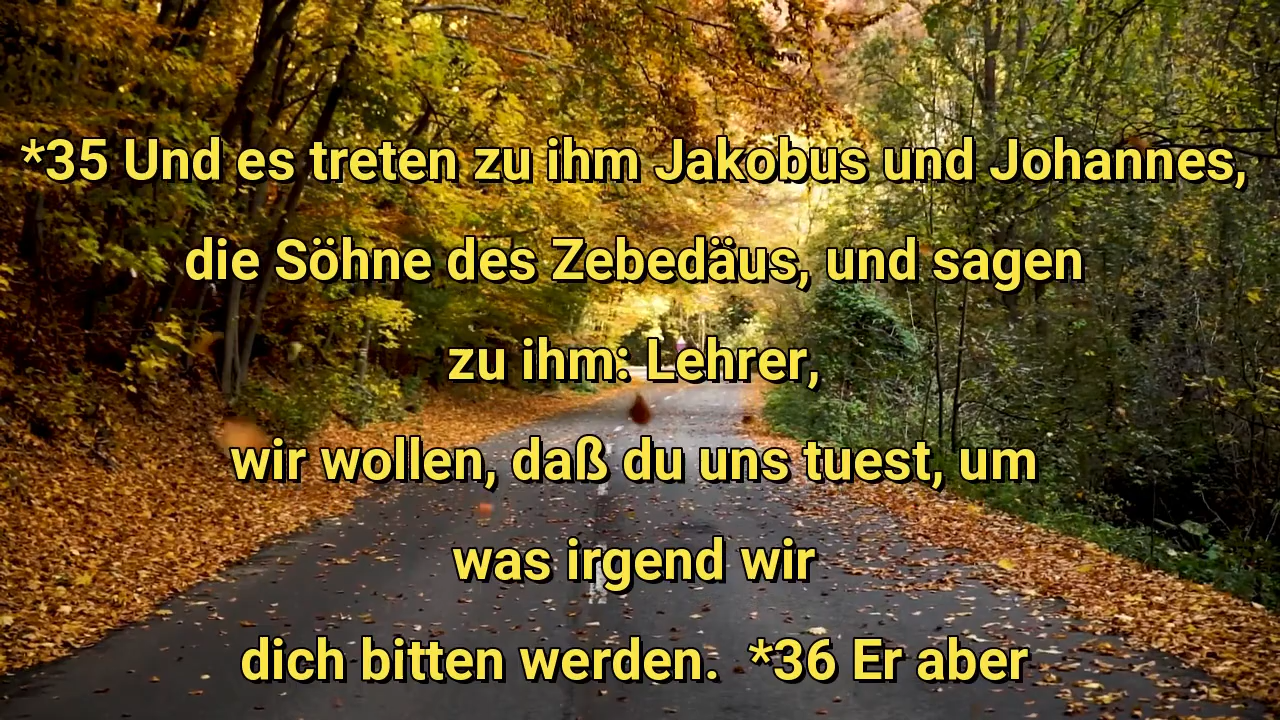 *35 Und es treten zu ihm Jakobus und Johannes,
die Söhne des Zebedäus, und sagen
zu ihm: Lehrer,
wir wollen, daß du uns tuest, um
was irgend wir
dich bitten werden.  *36 Er aber